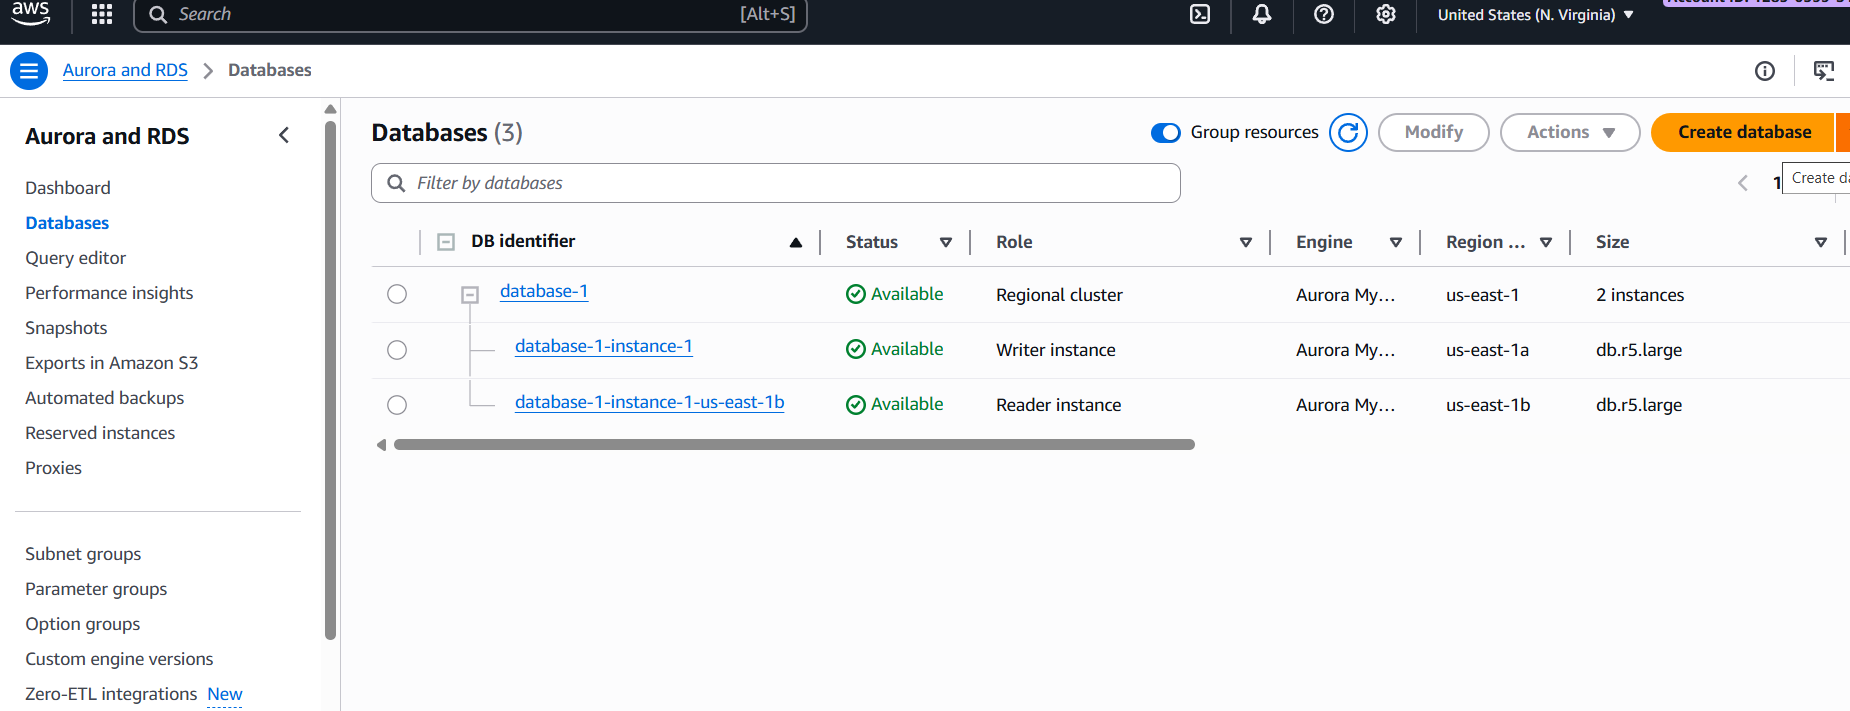 aws
Search
[Alt+S]
United States (N. Virginia)
Aurora and RDS
Databases
Aurora and RDS
Dashboard
Databases
Query editor
Performance insights
Snapshots
Exports in Amazon S3
Automated backups
Reserved instances
Proxies
Subnet groups
Parameter groups
Option groups
Custom engine versions
Zero-ETL integrations New
Databases (3)
Group resources
Modify
Actions
Create database
Filter by databases
1
Create da
DB identifier Status Role Engine Region ... Size
database-1 Available Regional cluster Aurora My... us-east-1 2 instances
database-1-instance-1 Available Writer instance Aurora My... us-east-1a db.r5.large
database-1-instance-1-us-east-1b Available Reader instance Aurora My... us-east-1b db.r5.large